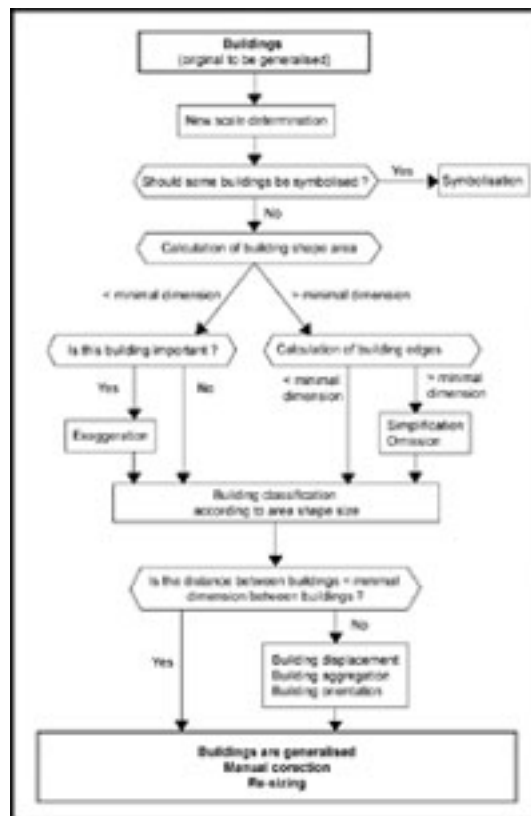 Buildings
(original to be generalised)
New scale determination
Should some buildings be symbolised ?
Yes
Symbolisation
No
Calculation of building shape area
< minimal dimension
> minimal dimension
Is this building important ?
Calculation of building edges
Yes
No
< minimal
dimension
> minimal
dimension
Exaggeration
Simplification
Omission
Building classification
according to area shape size
Is the distance between buildings < minimal
dimension between buildings ?
Yes
No
Building displacement
Building aggregation
Building orientation
Buildings are generalised
Manual corection
Re-sizing